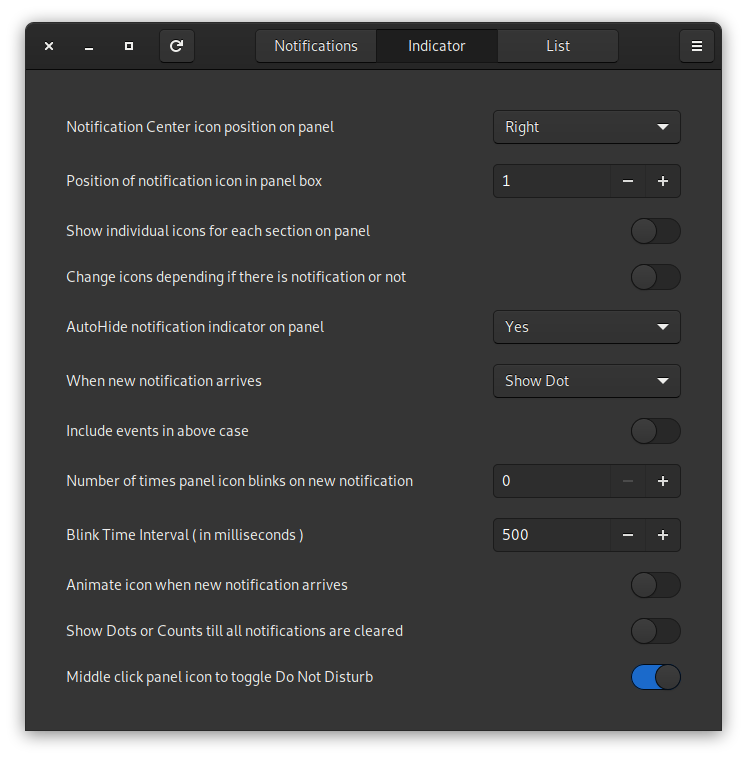 Notifications Indicator List
Notification Center icon position on panel Right
Position of notification icon in panel box 1
Show individual icons for each section on panel
Change icons depending if there is notification or not
AutoHide notification indicator on panel Yes
When new notification arrives Show Dot
Include events in above case
Number of times panel icon blinks on new notification 0
Blink Time Interval ( in milliseconds ) 500
Animate icon when new notification arrives
Show Dots or Counts till all notifications are cleared
Middle click panel icon to toggle Do Not Disturb